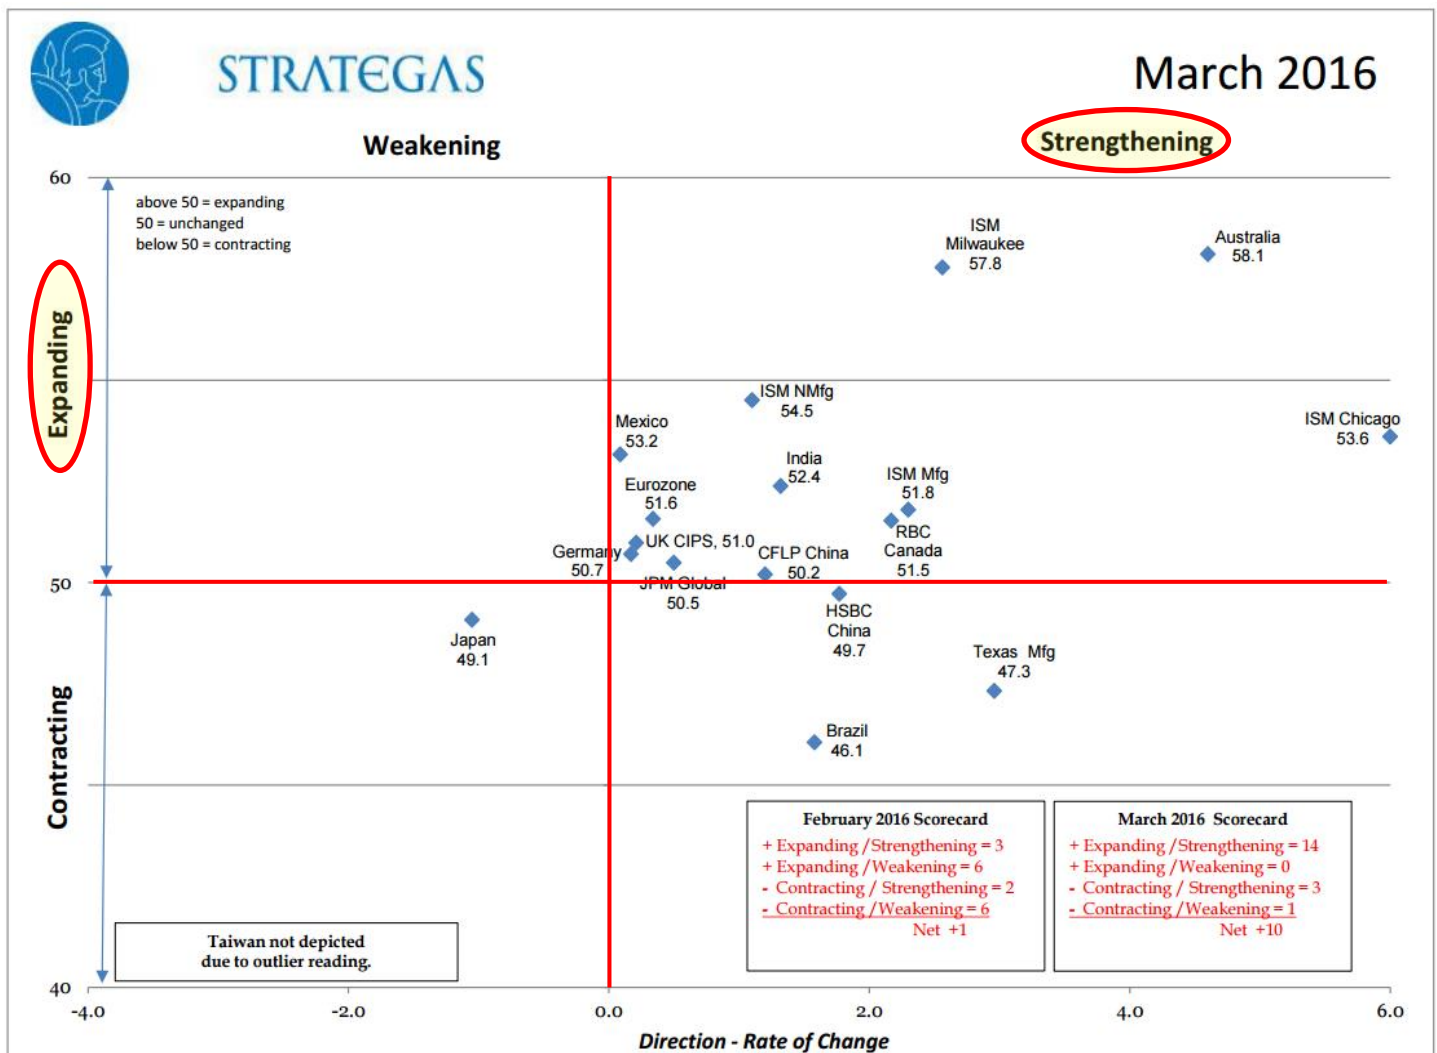 STRATEGAS
March 2016
Weakening
Strengthening
60
above 50 = expanding
50 = unchanged
below 50 = contracting
Expanding
ISM
Milwaukee
57.8
Australia
58.1
ISM NMfg
54.5
ISM Chicago
53.6
Mexico
53.2
India
52.4
ISM Mfg
51.8
Eurozone
51.6
RBC
Canada
51.5
UK CIPS, 51.0
Germany
50.7
CFLP China
50.2
50
JPM Global
50.5
HSBC
China
49.7
Japan
49.1
Texas Mfg
47.3
Brazil
46.1
Contracting
February 2016 Scorecard
+ Expanding /Strengthening = 3
+ Expanding /Weakening = 6
- Contracting / Strengthening = 2
- Contracting /Weakening = 6
Net +1
March 2016 Scorecard
+ Expanding /Strengthening = 14
+ Expanding /Weakening = 0
- Contracting / Strengthening = 3
- Contracting /Weakening = 1
Net +10
Taiwan not depicted
due to outlier reading.
40
-4.0 -2.0 0.0 2.0 4.0 6.0
Direction - Rate of Change